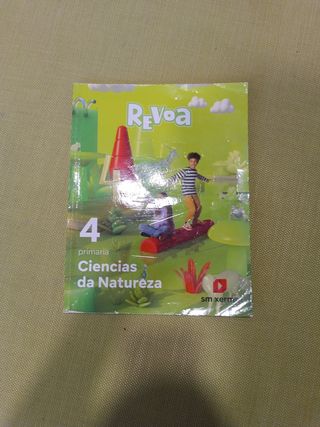 REVOA
4
primaria
Ciencias
da Natureza
sm xerme